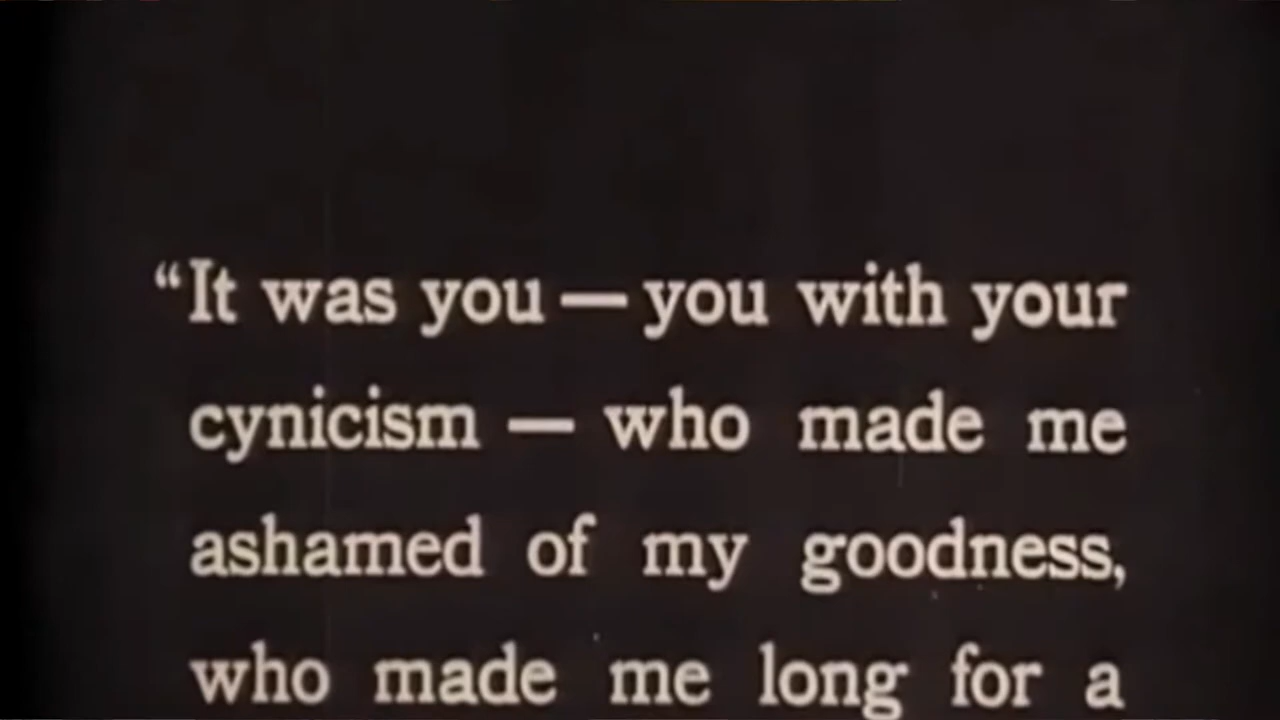 “It was you — you with your
cynicism — who made me
ashamed of my goodness,
who made me long for a